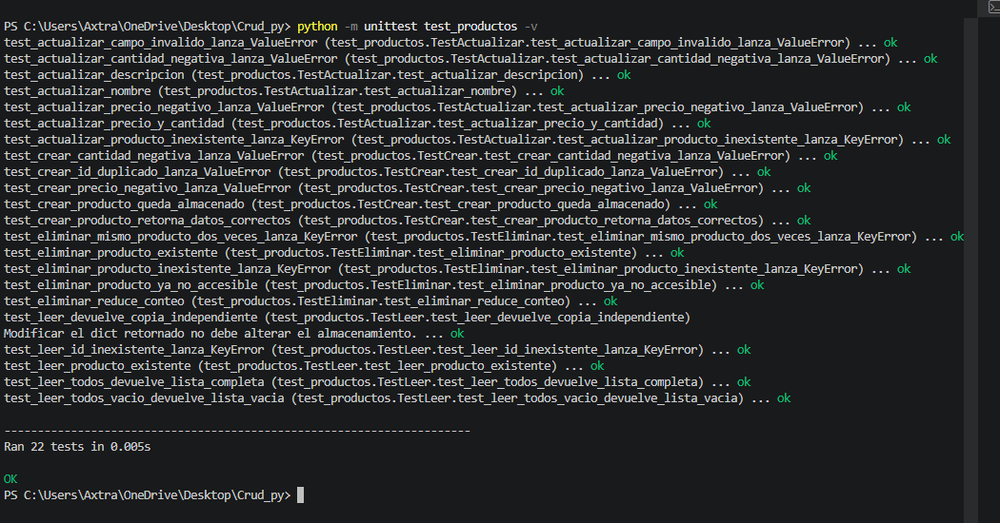 PS C:\Users\Axtra\OneDrive\Desktop\Crud_py> python -m unittest test_productos -v
test_actualizar_campo_invalido_lanza_ValueError (test_productos.TestActualizar.test_actualizar_campo_invalido_lanza_ValueError) ... ok
test_actualizar_cantidad_negativa_lanza_ValueError (test_productos.TestActualizar.test_actualizar_cantidad_negativa_lanza_ValueError) ... ok
test_actualizar_descripcion (test_productos.TestActualizar.test_actualizar_descripcion) ... ok
test_actualizar_nombre (test_productos.TestActualizar.test_actualizar_nombre) ... ok
test_actualizar_precio_negativo_lanza_ValueError (test_productos.TestActualizar.test_actualizar_precio_negativo_lanza_ValueError) ... ok
test_actualizar_precio_y_cantidad (test_productos.TestActualizar.test_actualizar_precio_y_cantidad) ... ok
test_actualizar_producto_inexistente_lanza_KeyError (test_productos.TestActualizar.test_actualizar_producto_inexistente_lanza_KeyError) ... ok
test_crear_cantidad_negativa_lanza_ValueError (test_productos.TestCrear.test_crear_cantidad_negativa_lanza_ValueError) ... ok
test_crear_id_duplicado_lanza_ValueError (test_productos.TestCrear.test_crear_id_duplicado_lanza_ValueError) ... ok
test_crear_precio_negativo_lanza_ValueError (test_productos.TestCrear.test_crear_precio_negativo_lanza_ValueError) ... ok
test_crear_producto_queda_almacenado (test_productos.TestCrear.test_crear_producto_queda_almacenado) ... ok
test_crear_producto_retorna_datos_correctos (test_productos.TestCrear.test_crear_producto_retorna_datos_correctos) ... ok
test_eliminar_mismo_producto_dos_veces_lanza_KeyError (test_productos.TestEliminar.test_eliminar_mismo_producto_dos_veces_lanza_KeyError) ... ok
test_eliminar_producto_existente (test_productos.TestEliminar.test_eliminar_producto_existente) ... ok
test_eliminar_producto_inexistente_lanza_KeyError (test_productos.TestEliminar.test_eliminar_producto_inexistente_lanza_KeyError) ... ok
test_eliminar_producto_ya_no_accesible (test_productos.TestEliminar.test_eliminar_producto_ya_no_accesible) ... ok
test_eliminar_reduce_conteo (test_productos.TestEliminar.test_eliminar_reduce_conteo) ... ok
test_leer_devuelve_copia_independiente (test_productos.TestLeer.test_leer_devuelve_copia_independiente)
Modificar el dict retornado no debe alterar el almacenamiento. ... ok
test_leer_id_inexistente_lanza_KeyError (test_productos.TestLeer.test_leer_id_inexistente_lanza_KeyError) ... ok
test_leer_producto_existente (test_productos.TestLeer.test_leer_producto_existente) ... ok
test_leer_todos_devuelve_lista_completa (test_productos.TestLeer.test_leer_todos_devuelve_lista_completa) ... ok
test_leer_todos_vacio_devuelve_lista_vacia (test_productos.TestLeer.test_leer_todos_vacio_devuelve_lista_vacia) ... ok
----------------------------------------------------------------------
Ran 22 tests in 0.005s
OK
PS C:\Users\Axtra\OneDrive\Desktop\Crud_py>